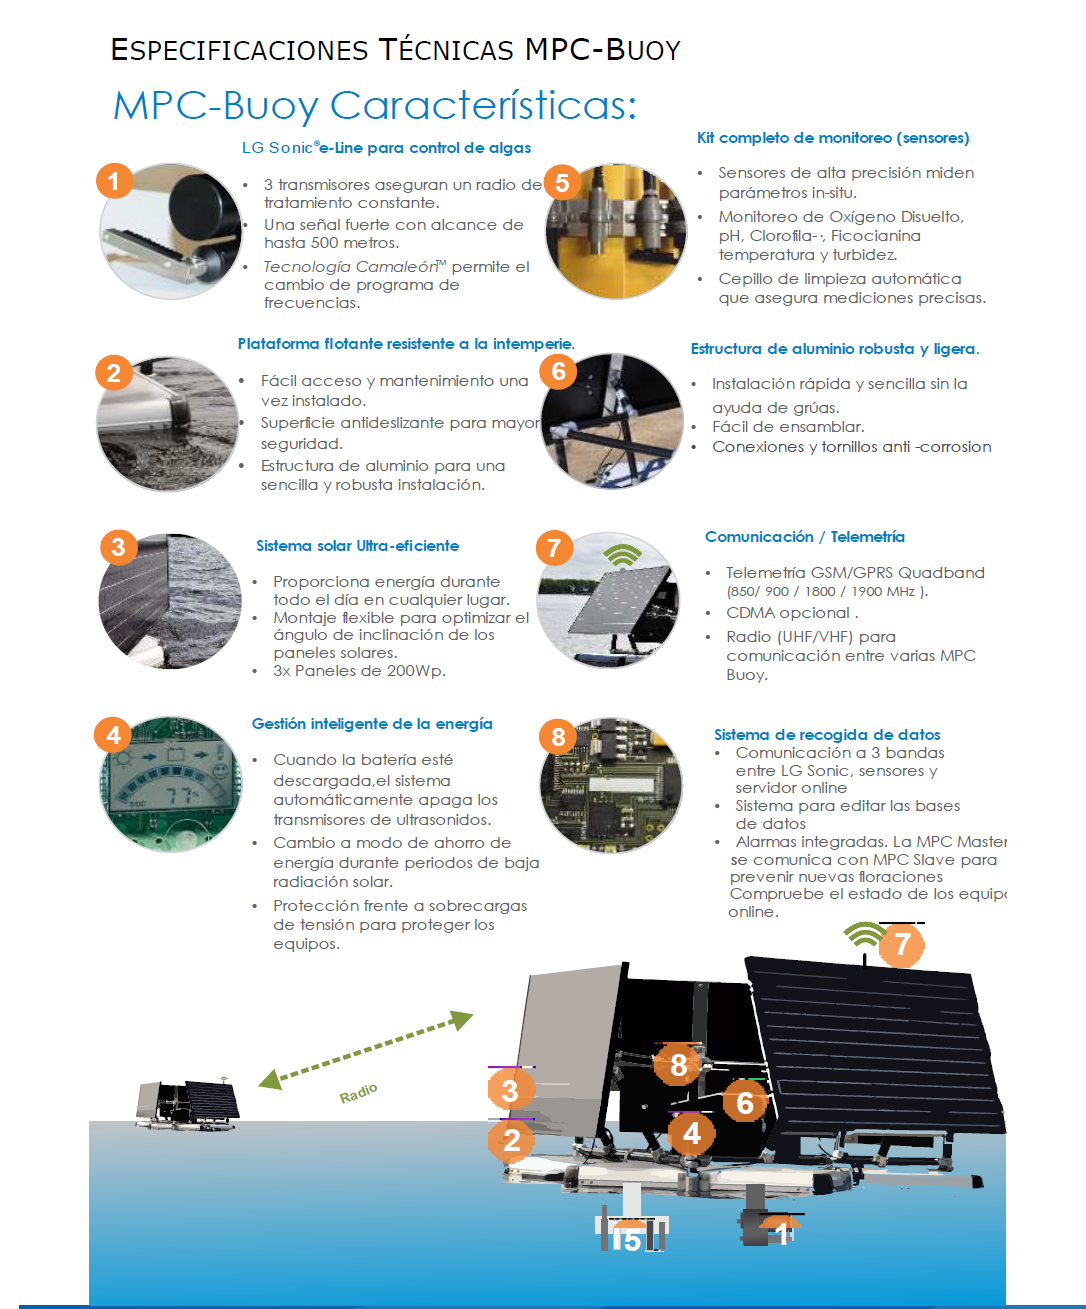 ESPECIFICACIONES TÉCNICAS MPC-BUOY
MPC-Buoy Características:
1
LG Sonic®e-Line para control de algas
• 3 transmisores aseguran un radio de
tratamiento constante.
• Una señal fuerte con alcance de
hasta 500 metros.
• Tecnología Camaleón™ permite el
cambio de programa de
frecuencias.
2
Plataforma flotante resistente a la intemperie.
• Fácil acceso y mantenimiento una
vez instalado.
• Superficie antideslizante para mayor
seguridad.
• Estructura de aluminio para una
sencilla y robusta instalación.
3
Sistema solar Ultra-eficiente
• Proporciona energía durante
todo el día en cualquier lugar.
• Montaje flexible para optimizar el
ángulo de inclinación de los
paneles solares.
• 3x Paneles de 200Wp.
4
SOC 77%
Gestión inteligente de la energía
• Cuando la batería esté
descargada,el sistema
automáticamente apaga los
transmisores de ultrasonidos.
• Cambio a modo de ahorro de
energía durante periodos de baja
radiación solar.
• Protección frente a sobrecargas
de tensión para proteger los
equipos.
5
Kit completo de monitoreo (sensores)
• Sensores de alta precisión miden
parámetros in-situ.
• Monitoreo de Oxígeno Disuelto,
pH, Clorofila-·, Ficocianina
temperatura y turbidez.
• Cepillo de limpieza automática
que asegura mediciones precisas.
6
Estructura de aluminio robusta y ligera.
• Instalación rápida y sencilla sin la
ayuda de grúas.
• Fácil de ensamblar.
• Conexiones y tornillos anti -corrosion
7
Comunicación / Telemetría
• Telemetría GSM/GPRS Quadband
(850/ 900 / 1800 / 1900 MHz ).
• CDMA opcional .
• Radio (UHF/VHF) para
comunicación entre varias MPC
Buoy.
8
Sistema de recogida de datos
• Comunicación a 3 bandas
entre LG Sonic, sensores y
servidor online
• Sistema para editar las bases
de datos
• Alarmas integradas. La MPC Master
se comunica con MPC Slave para
prevenir nuevas floraciones
Compruebe el estado de los equipo
online.
7
8
3
6
4
2
Radio
5
1